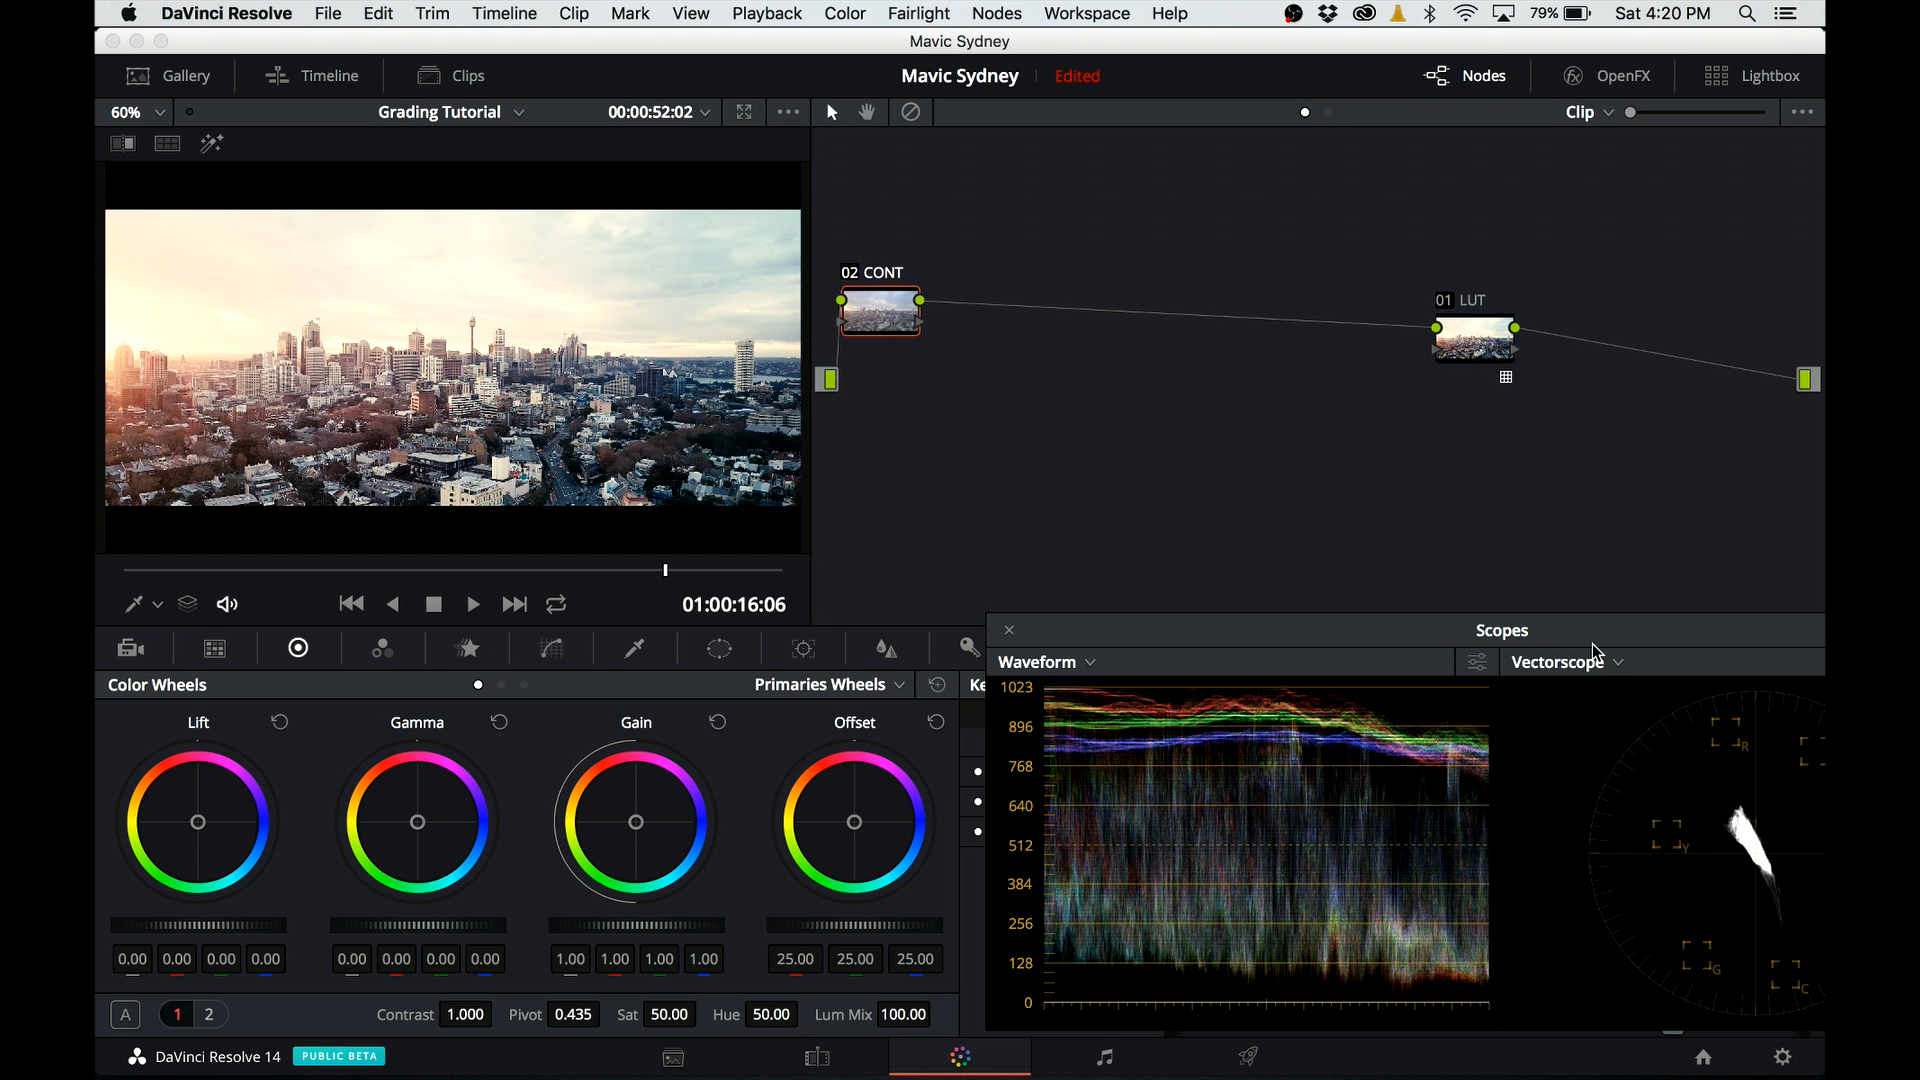 DaVinci Resolve File Edit Trim Timeline Clip Mark View Playback Color Fairlight Nodes Workspace Help 79% Sat 4:20 PM
Mavic Sydney
Gallery Timeline Clips Mavic Sydney Edited Nodes OpenFX Lightbox
60% Grading Tutorial 00:00:52:02 Clip
02 CONT
01 LUT
01:00:16:06
Scopes
Waveform Vectorscope
Color Wheels Primaries Wheels Ke
Lift Gamma Gain Offset
1023
896
768
640
512
384
256
128
0
R
Y
G
C
0.00 0.00 0.00 0.00 0.00 0.00 0.00 0.00 1.00 1.00 1.00 1.00 25.00 25.00 25.00
A 1 2 Contrast 1.000 Pivot 0.435 Sat 50.00 Hue 50.00 Lum Mix 100.00
DaVinci Resolve 14 PUBLIC BETA